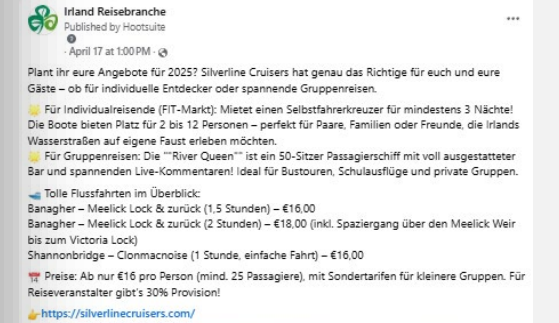 Irland Reisebranche
Published by Hootsuite
· April 17 at 1:00 PM ·
Plant ihr eure Angebote für 2025? Silverline Cruisers hat genau das Richtige für euch und eure
Gäste – ob für individuelle Entdecker oder spannende Gruppenreisen.
🌟 Für Individualreisende (FIT-Markt): Mietet einen Selbstfahrerkreuzer für mindestens 3 Nächte!
Die Boote bieten Platz für 2 bis 12 Personen – perfekt für Paare, Familien oder Freunde, die Irlands
Wasserstraßen auf eigene Faust erleben möchten.
🌟 Für Gruppenreisen: Die ""River Queen"" ist ein 50-Sitzer Passagierschiff mit voll ausgestatteter
Bar und spannenden Live-Kommentaren! Ideal für Bustouren, Schulausflüge und private Gruppen.
🚤 Tolle Flussfahrten im Überblick:
Banagher – Meelick Lock & zurück (1,5 Stunden) – €16,00
Banagher – Meelick Lock & zurück (2 Stunden) – €18,00 (inkl. Spaziergang über den Meelick Weir
bis zum Victoria Lock)
Shannonbridge – Clonmacnoise (1 Stunde, einfache Fahrt) – €16,00
📅 Preise: Ab nur €16 pro Person (mind. 25 Passagiere), mit Sondertarifen für kleinere Gruppen. Für
Reiseveranstalter gibt's 30% Provision!
👉https://silverlinecruisers.com/